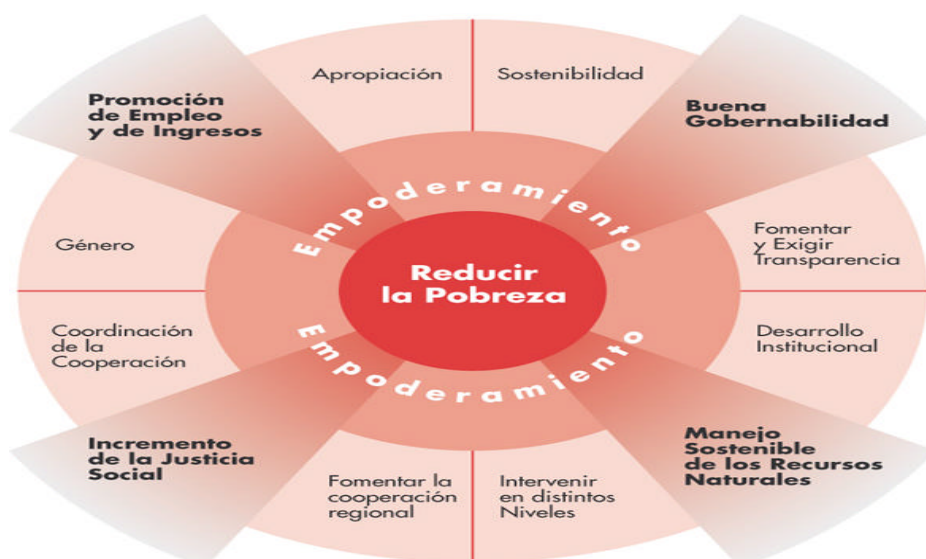 Apropiación
Sostenibilidad
Promoción
de Empleo
y de Ingresos
Buena
Gobernabilidad
Empoderamiento
Género
Fomentar
y Exigir
Transparencia
Reducir
la Pobreza
Coordinación
de la
Cooperación
Desarrollo
Institucional
Empoderamiento
Incremento
de la Justicia
Social
Manejo
Sostenible
de los Recursos
Naturales
Fomentar la
cooperación
regional
Intervenir
en distintos
Niveles